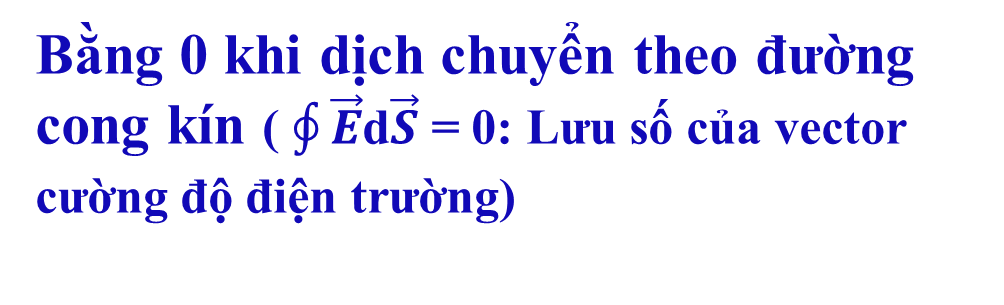 Bằng 0 khi dịch chuyển theo đường
cong kín ( ∮ E⃗dS⃗ = 0: Lưu số của vector
cường độ điện trường)